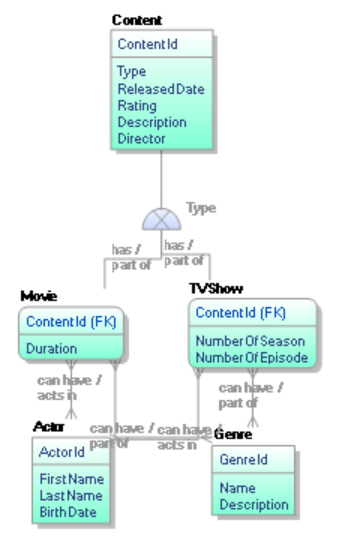 Content
ContentId
Type
ReleasedDate
Rating
Description
Director
Type
has / has /
part of part of
Movie
TVShow
ContentId (FK)
ContentId (FK)
Duration
NumberOfSeason
NumberOfEpisode
can have /
acts in
can have /
part of
Actor
can have / can have /
part of acts in
Genre
ActorId
GenreId
FirstName
LastName
BirthDate
Name
Description